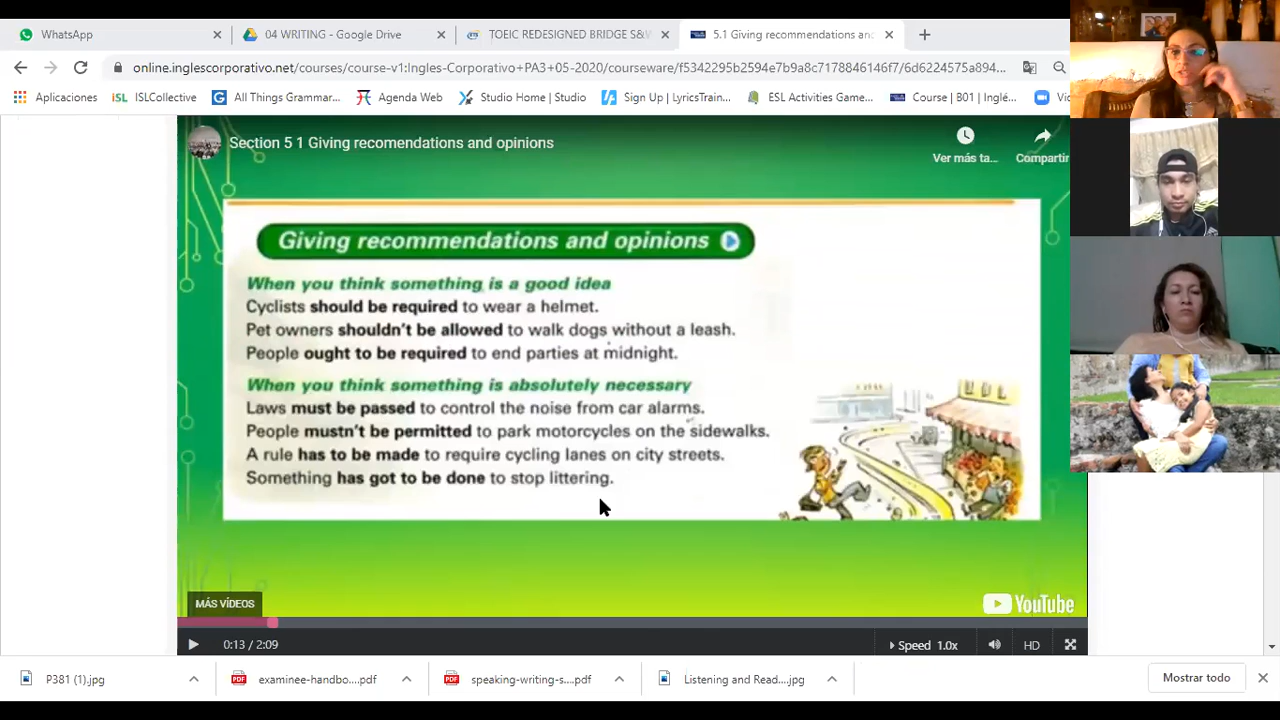 WhatsApp
04 WRITING - Google Drive
TOEIC REDESIGNED BRIDGE S&W
5.1 Giving recommendations and
online.inglescorporativo.net/courses/course-v1:Ingles-Corporativo+PA3+05-2020/courseware/f5342295b2594e7b9a8c7178846146f7/6d6224575a894...
Aplicaciones
iSL ISLCollective
All Things Grammar...
Agenda Web
Studio Home | Studio
Sign Up | LyricsTrain...
ESL Activities Game...
Course | B01 | Inglé...
Section 5 1 Giving recomendations and opinions
Ver más ta...
Compartir
Giving recommendations and opinions
When you think something is a good idea
Cyclists should be required to wear a helmet.
Pet owners shouldn't be allowed to walk dogs without a leash.
People ought to be required to end parties at midnight.
When you think something is absolutely necessary
Laws must be passed to control the noise from car alarms.
People mustn't be permitted to park motorcycles on the sidewalks.
A rule has to be made to require cycling lanes on city streets.
Something has got to be done to stop littering.
MÁS VÍDEOS
YouTube
0:13 / 2:09
Speed 1.0x
HD
P381 (1).jpg
examinee-handbo....pdf
speaking-writing-s....pdf
Listening and Read....jpg
Mostrar todo